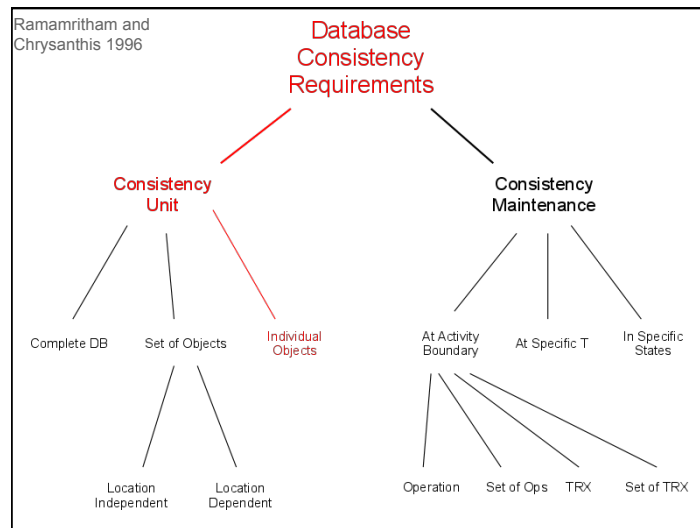 Ramamritham and
Chrysanthis 1996
Database
Consistency
Requirements
Consistency
Unit
Consistency
Maintenance
Complete DB
Set of Objects
Individual
Objects
At Activity
Boundary
At Specific T
In Specific
States
Location
Independent
Location
Dependent
Operation
Set of Ops
TRX
Set of TRX